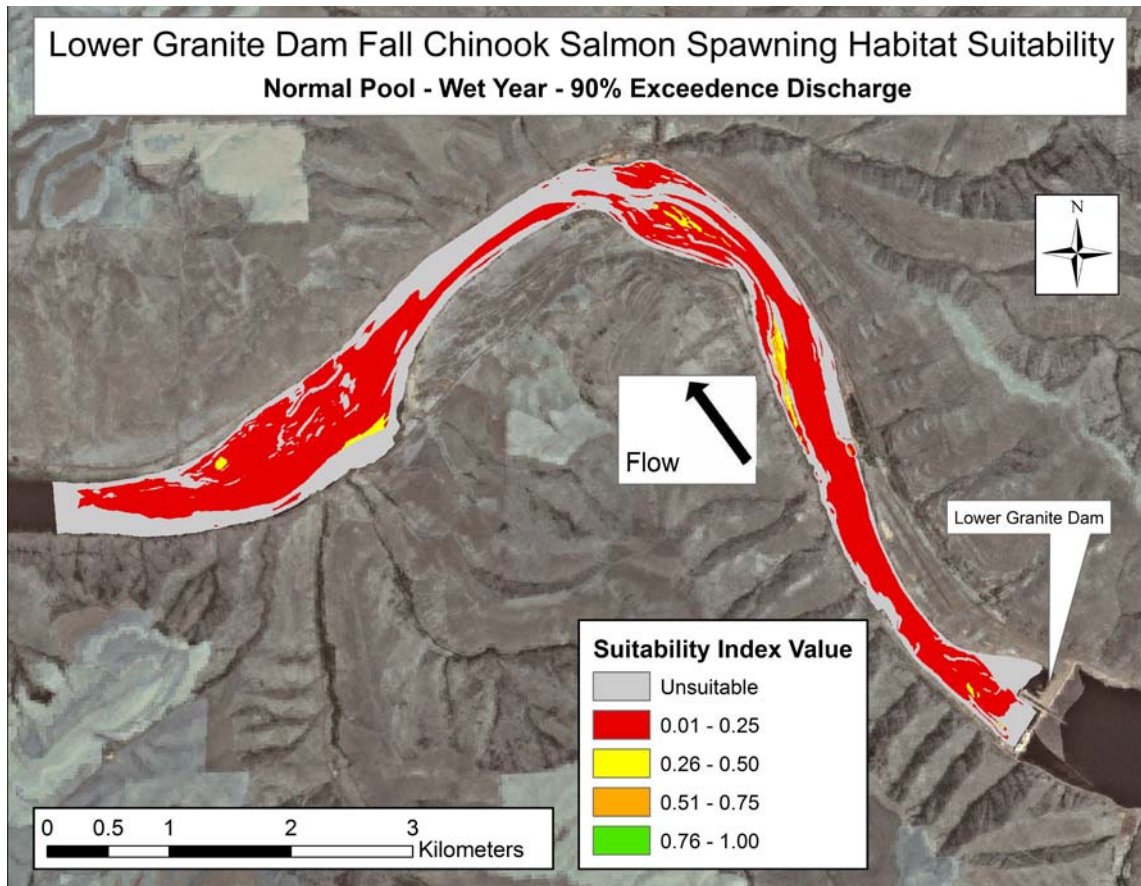 Lower Granite Dam Fall Chinook Salmon Spawning Habitat Suitability
Normal Pool - Wet Year - 90% Exceedence Discharge
N
Flow
Lower Granite Dam
Suitability Index Value
Unsuitable
0.01 - 0.25
0.26 - 0.50
0.51 - 0.75
0.76 - 1.00
0 0.5 1 2 3
Kilometers